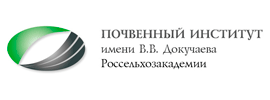 ПОЧВЕННЫЙ ИНСТИТУТ
имени В.В. Докучаева
Россельхозакадемии